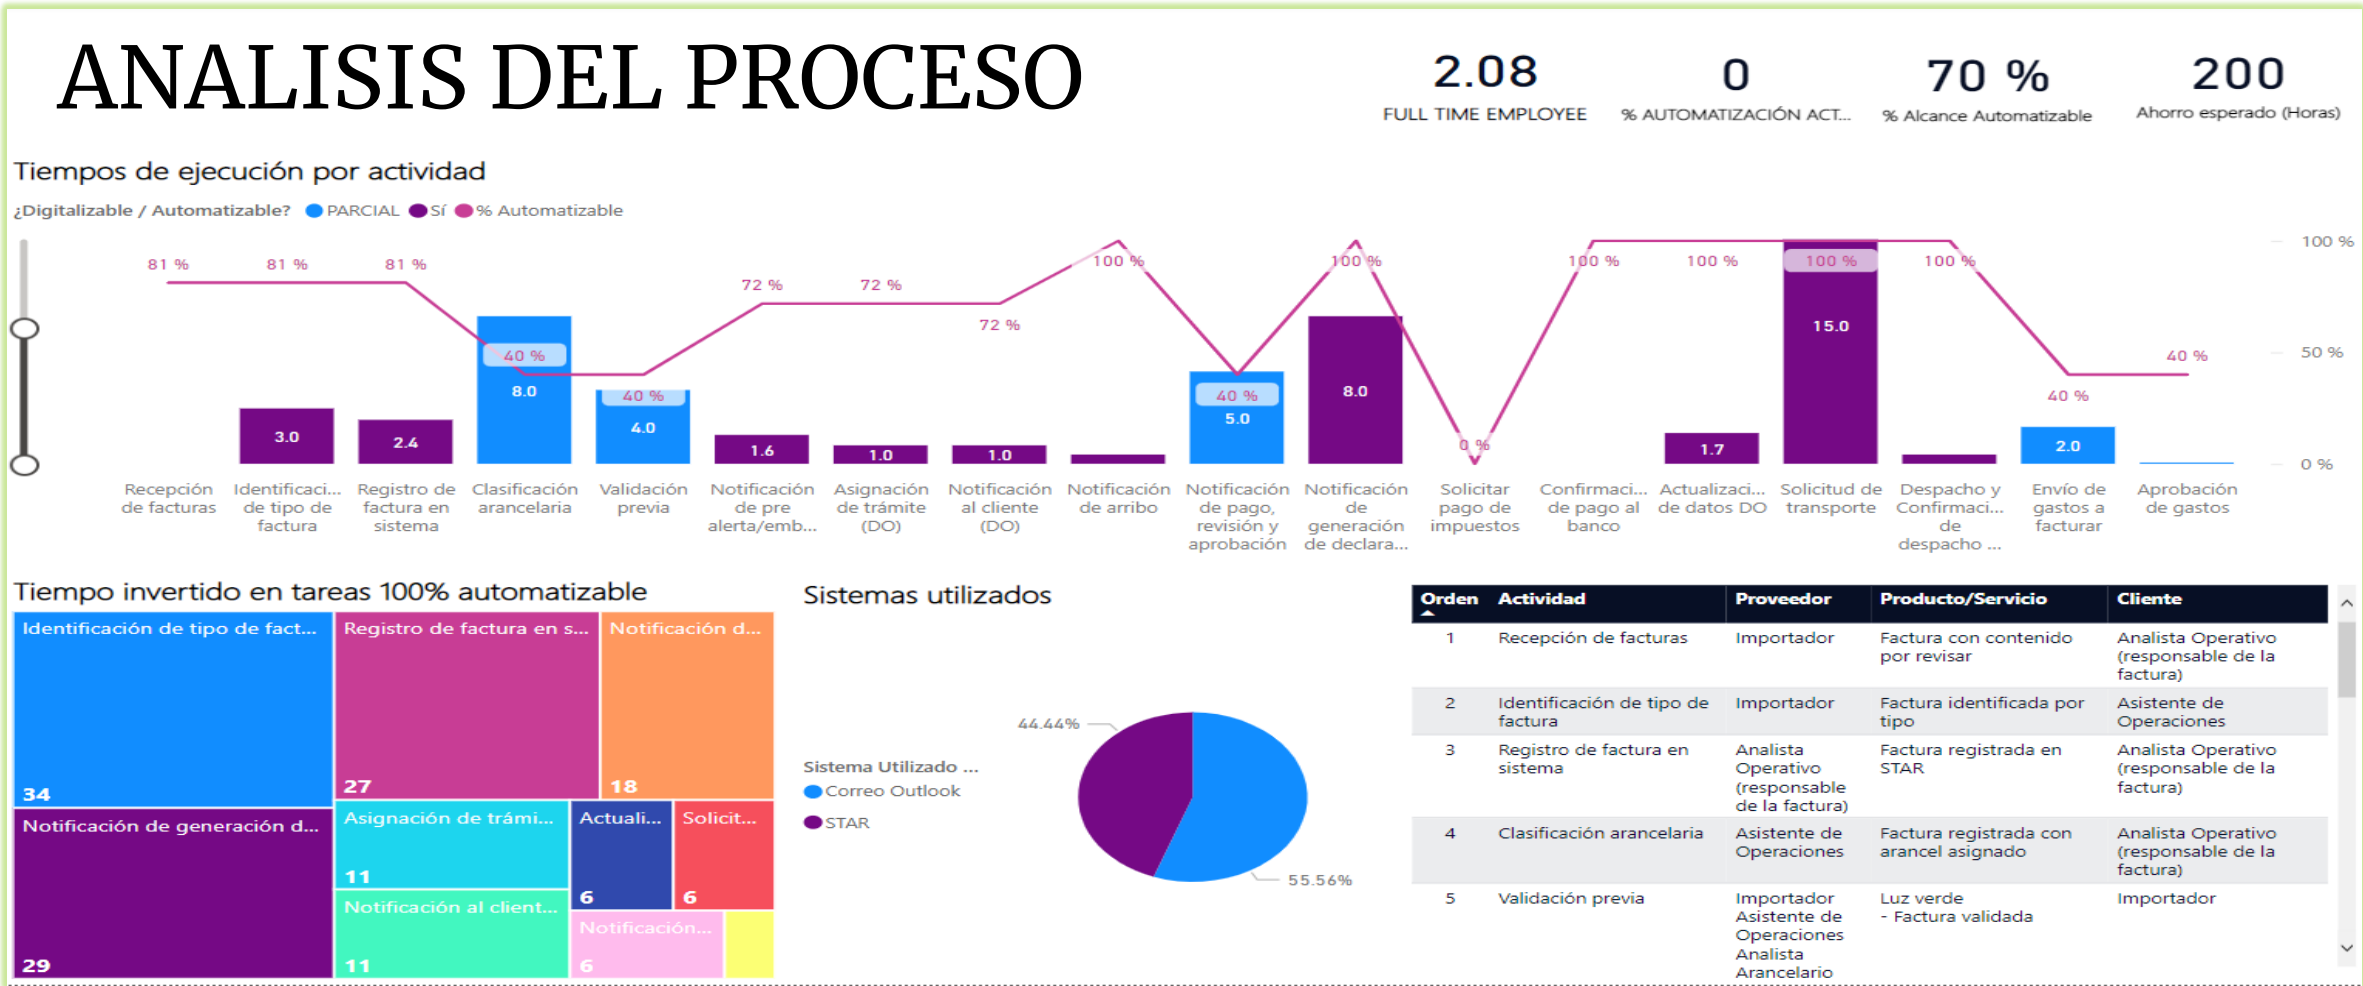 ANALISIS DEL PROCESO
2.08
FULL TIME EMPLOYEE
0
% AUTOMATIZACIÓN ACT...
70 %
% Alcance Automatizable
200
Ahorro esperado (Horas)
Tiempos de ejecución por actividad
¿Digitalizable / Automatizable? PARCIAL Sí % Automatizable
81 %
81 %
81 %
40 %
40 %
72 %
72 %
72 %
100 %
40 %
100 %
0 %
100 %
100 %
100 %
100 %
40 %
40 %
3.0
2.4
8.0
4.0
1.6
1.0
1.0
5.0
8.0
1.7
15.0
2.0
100 %
50 %
0 %
Recepción
de facturas
Identificaci...
de tipo de
factura
Registro de
factura en
sistema
Clasificación
arancelaria
Validación
previa
Notificación
de pre
alerta/emb...
Asignación
de trámite
(DO)
Notificación
al cliente
(DO)
Notificación
de arribo
Notificación
de pago,
revisión y
aprobación
Notificación
de
generación
de declara...
Solicitar
pago de
impuestos
Confirmaci...
de pago al
banco
Actualizaci...
de datos DO
Solicitud de
transporte
Despacho y
Confirmaci...
de
despacho ...
Envío de
gastos a
facturar
Aprobación
de gastos
Tiempo invertido en tareas 100% automatizable
Identificación de tipo de fact...
34
Notificación de generación d...
29
Registro de factura en s...
27
Notificación d...
18
Asignación de trámi...
11
Notificación al client...
11
Actuali...
6
Solicit...
6
Notificación...
6
Sistemas utilizados
Sistema Utilizado ...
Correo Outlook
STAR
44.44%
55.56%
Orden Actividad Proveedor Producto/Servicio Cliente
1 Recepción de facturas Importador Factura con contenido Analista Operativo
por revisar (responsable de la
factura)
2 Identificación de tipo de Importador Factura identificada por Asistente de
factura tipo Operaciones
3 Registro de factura en Analista Factura registrada en Analista Operativo
sistema Operativo STAR (responsable de la
(responsable factura)
de la factura)
4 Clasificación arancelaria Asistente de Factura registrada con Analista Operativo
Operaciones arancel asignado (responsable de la
factura)
5 Validación previa Importador Luz verde Importador
Asistente de - Factura validada
Operaciones
Analista
Arancelario